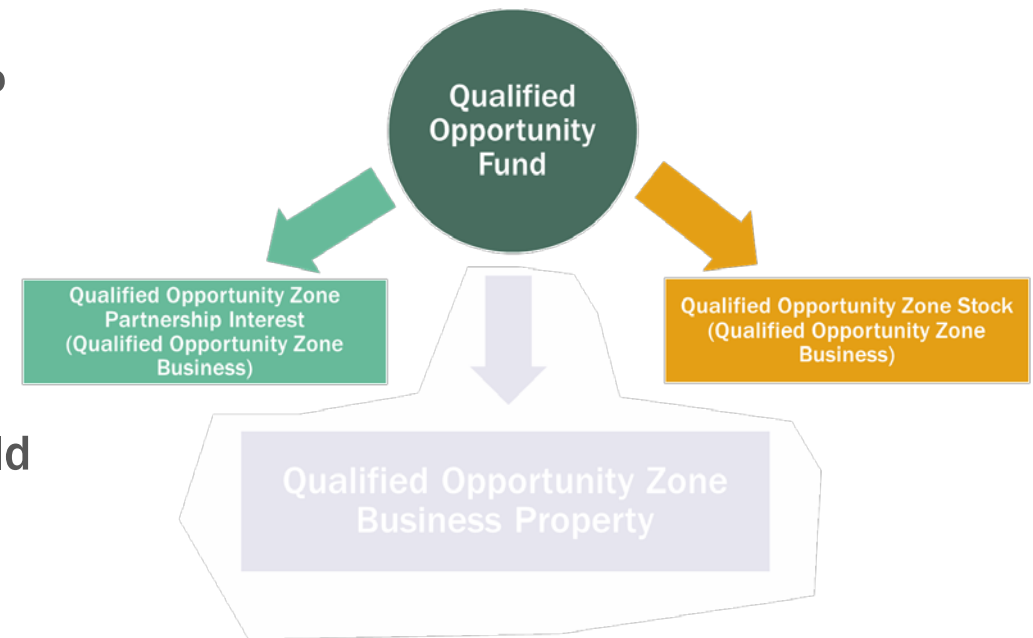 Qualified
Opportunity
Fund
Qualified Opportunity Zone
Partnership Interest
(Qualified Opportunity Zone
Business)
Qualified Opportunity Zone Stock
(Qualified Opportunity Zone
Business)
Qualified Opportunity Zone
Business Property